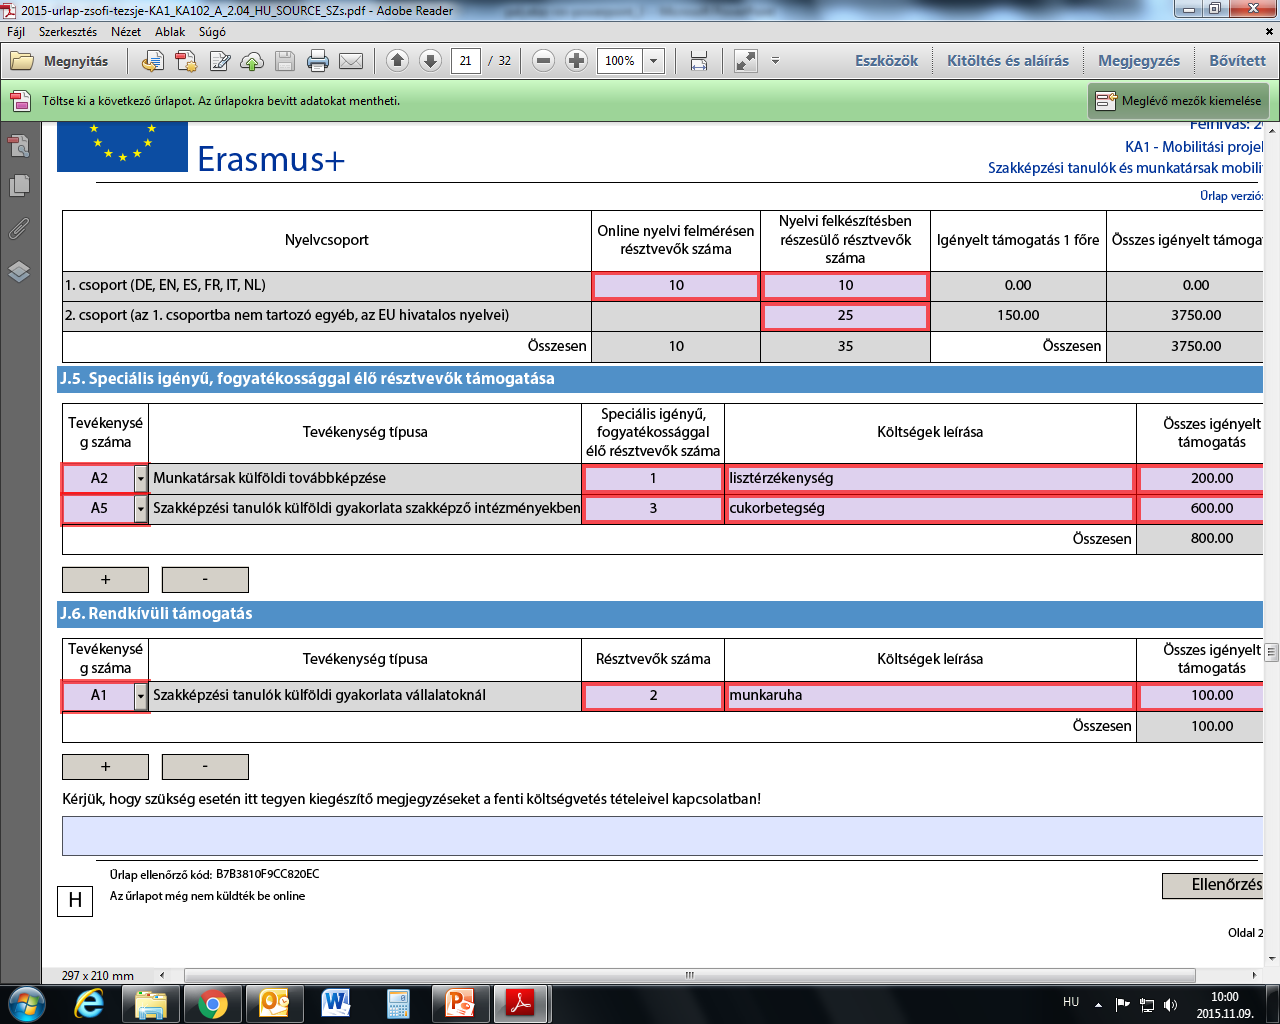 2015-urlap-zsofi-tezsje-KA1_KA102_A_2.04_HU_SOURCE_SZs.pdf - Adobe Reader
Fájl Szerkesztés Nézet Ablak Súgó
Megnyitás 21 / 32 100% Eszközök Kitöltés és aláírás Megjegyzés Bővített
Töltse ki a következő űrlapot. Az űrlapokra bevitt adatokat mentheti. Meglévő mezők kiemelése
Felhívás: 2
Erasmus+
KA1 - Mobilitási projek
Szakképzési tanulók és munkatársak mobili
Űrlap verzió:
Nyelvcsoport
Online nyelvi felmérésen
résztvevők száma
Nyelvi felkészítésben
részesülő résztvevők
száma
Igényelt támogatás 1 főre
Összes igényelt támoga
1. csoport (DE, EN, ES, FR, IT, NL) 10 10 0.00 0.00
2. csoport (az 1. csoportba nem tartozó egyéb, az EU hivatalos nyelvei) 25 150.00 3750.00
Összesen 10 35 Összesen 3750.00
J.5. Speciális igényű, fogyatékossággal élő résztvevők támogatása
Tevékenysé
g száma
Tevékenység típusa
Speciális igényű,
fogyatékossággal
élő résztvevők száma
Költségek leírása
Összes igényelt
támogatás
A2 Munkatársak külföldi továbbképzése 1 lisztérzékenység 200.00
A5 Szakképzési tanulók külföldi gyakorlata szakképző intézményekben 3 cukorbetegség 600.00
Összesen 800.00
+ -
J.6. Rendkívüli támogatás
Tevékenysé
g száma
Tevékenység típusa
Résztvevők száma
Költségek leírása
Összes igényelt
támogatás
A1 Szakképzési tanulók külföldi gyakorlata vállalatoknál 2 munkaruha 100.00
Összesen 100.00
+ -
Kérjük, hogy szükség esetén itt tegyen kiegészítő megjegyzéseket a fenti költségvetés tételeivel kapcsolatban!
Űrlap ellenőrző kód: B7B3810F9CC820EC
H Az űrlapot még nem küldték be online
Ellenőrzés
Oldal 2
297 x 210 mm
HU 10:00
2015.11.09.